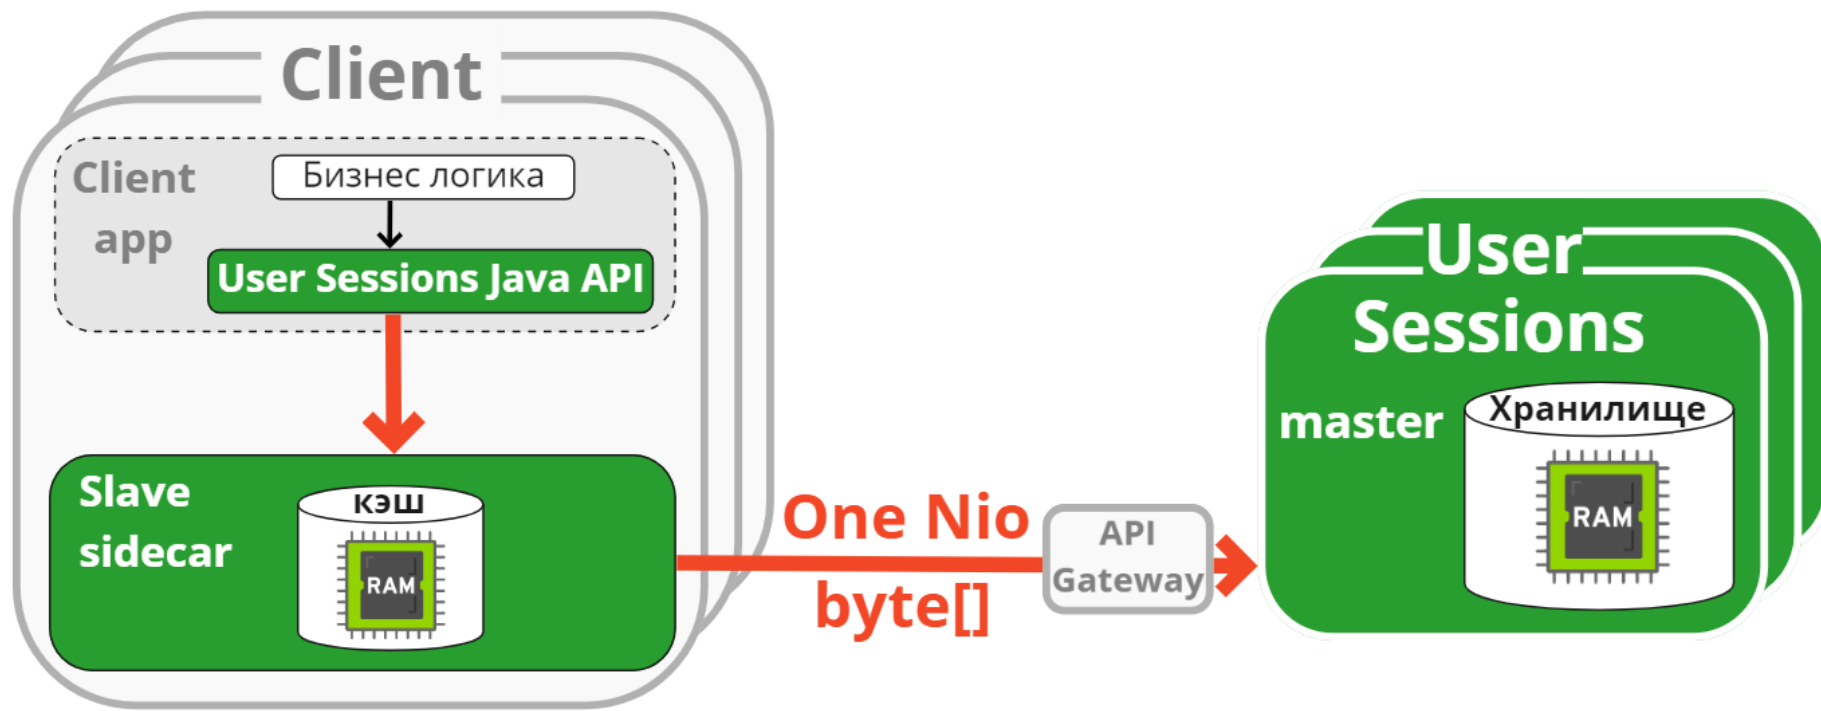 Client
Client
app
Бизнес логика
User Sessions Java API
Slave
sidecar
кэш
RAM
One Nio
byte[]
API
Gateway
User
Sessions
master
Хранилище
RAM